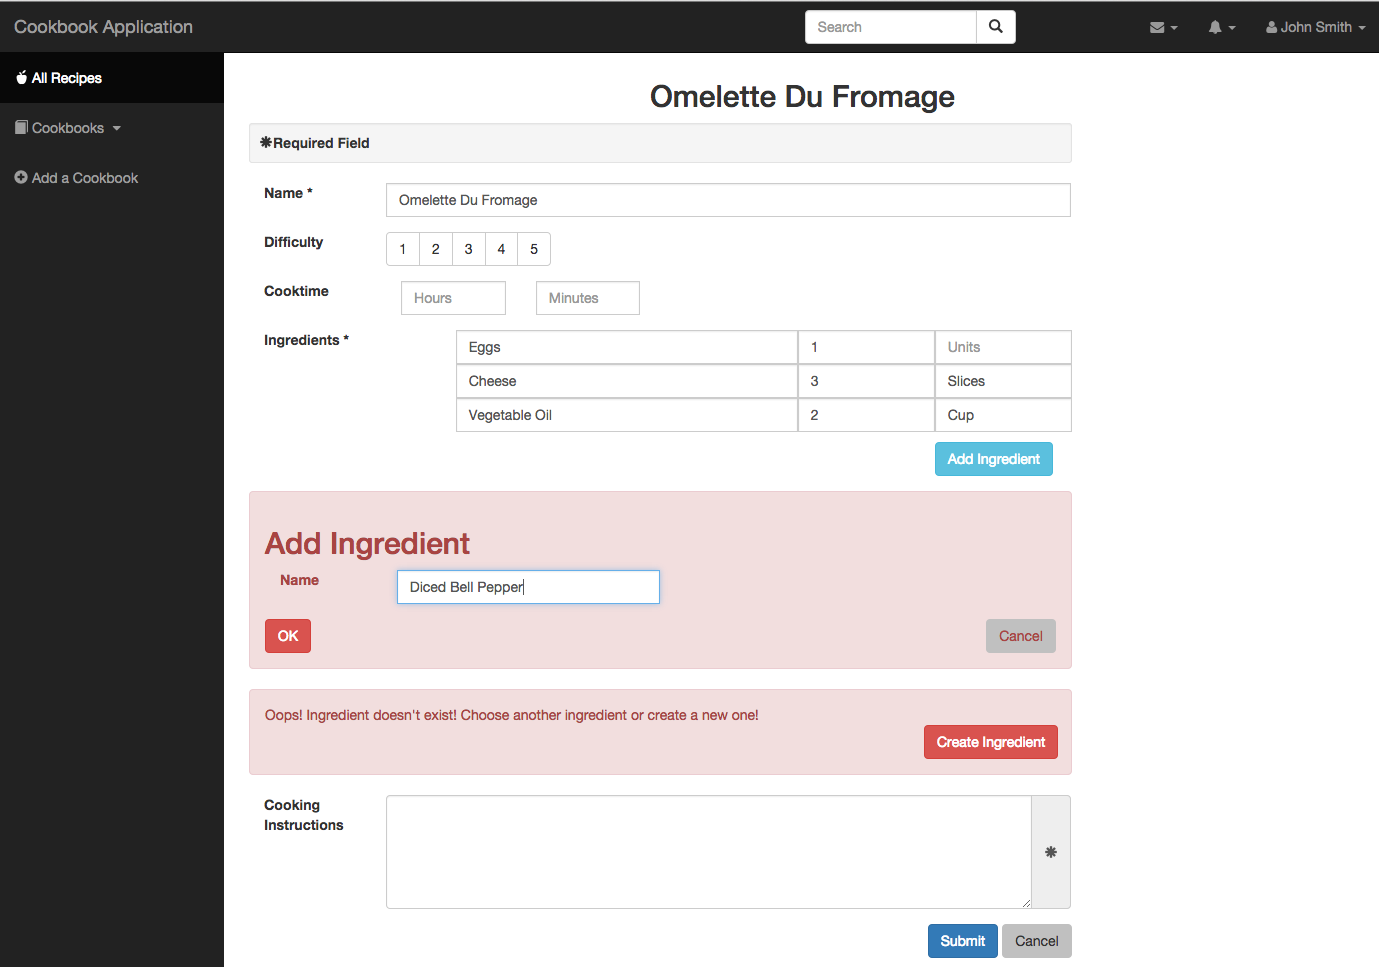 Cookbook Application
Search
John Smith
All Recipes
Cookbooks
Add a Cookbook
Omelette Du Fromage
✱Required Field
Name *
Omelette Du Fromage
Difficulty
1 2 3 4 5
Cooktime
Hours Minutes
Ingredients *
Eggs 1 Units
Cheese 3 Slices
Vegetable Oil 2 Cup
Add Ingredient
Add Ingredient
Name
Diced Bell Pepper
OK Cancel
Oops! Ingredient doesn't exist! Choose another ingredient or create a new one!
Create Ingredient
Cooking
Instructions
✱
Submit Cancel